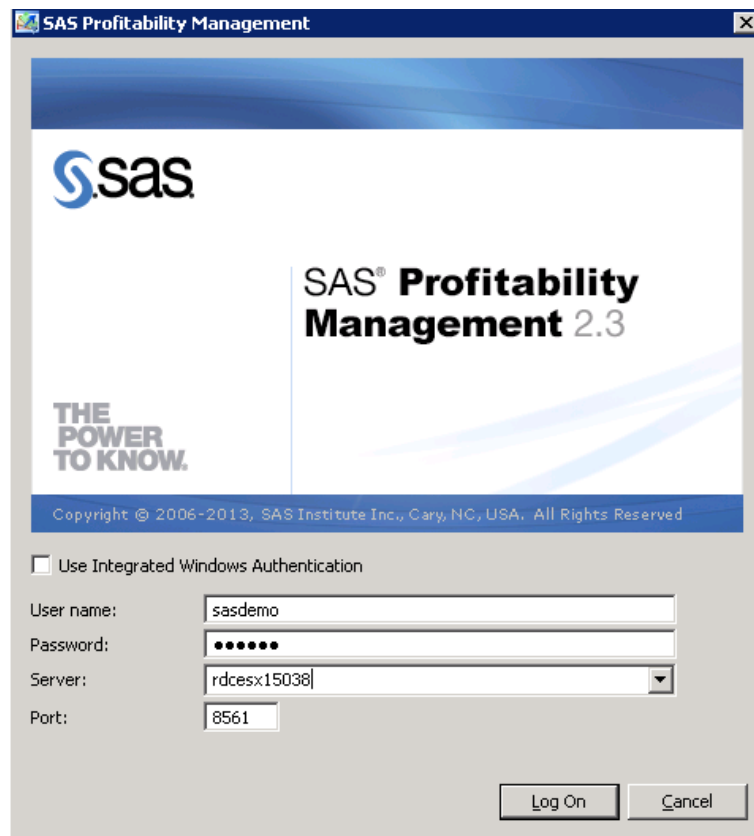 SAS Profitability Management
sas
SAS® Profitability
Management 2.3
THE
POWER
TO KNOW.
Copyright © 2006-2013, SAS Institute Inc., Cary, NC, USA. All Rights Reserved
Use Integrated Windows Authentication
User name: sasdemo
Password: ●●●●●●
Server: rdcesx15038
Port: 8561
Log On Cancel